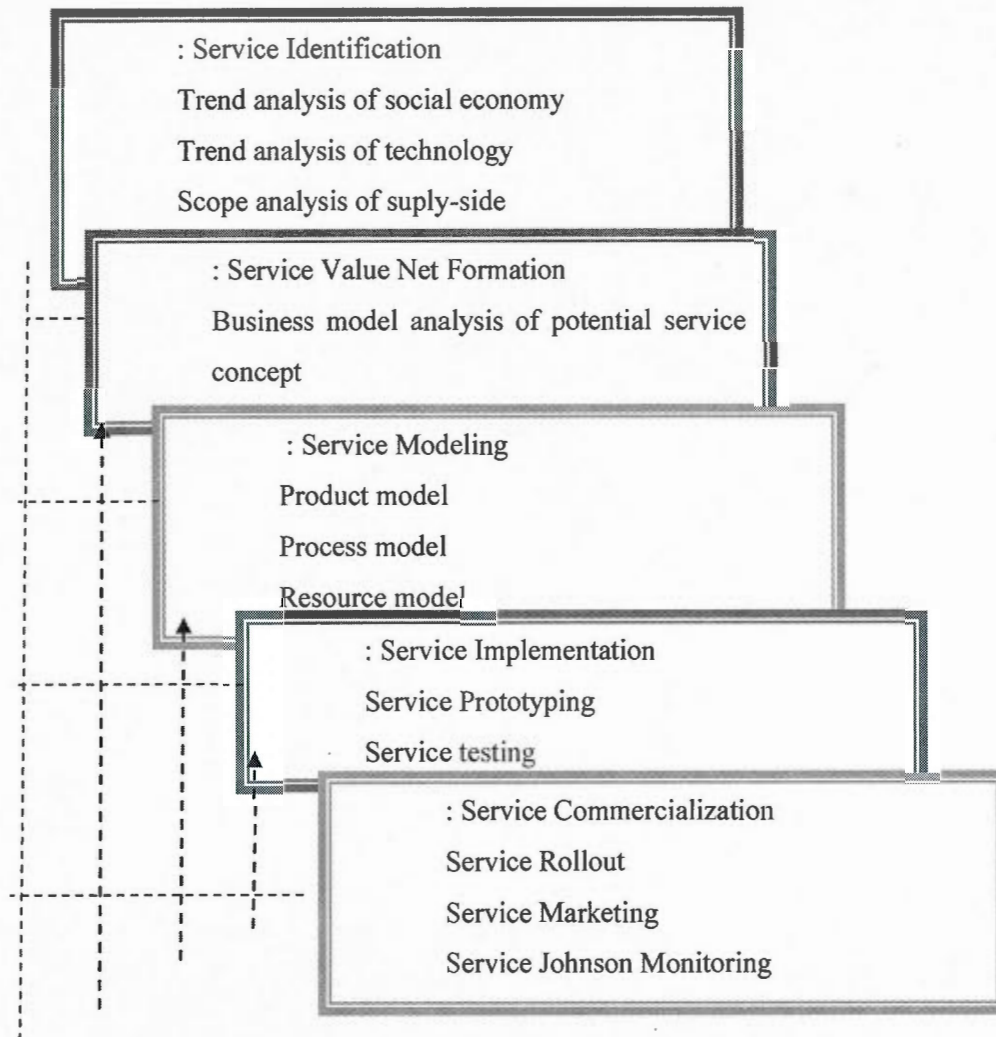 : Service Identification
Trend analysis of social economy
Trend analysis of technology
Scope analysis of suply-side
: Service Value Net Formation
Business model analysis of potential service
concept
: Service Modeling
Product model
Process model
Resource model
: Service Implementation
Service Prototyping
Service testing
: Service Commercialization
Service Rollout
Service Marketing
Service Johnson Monitoring